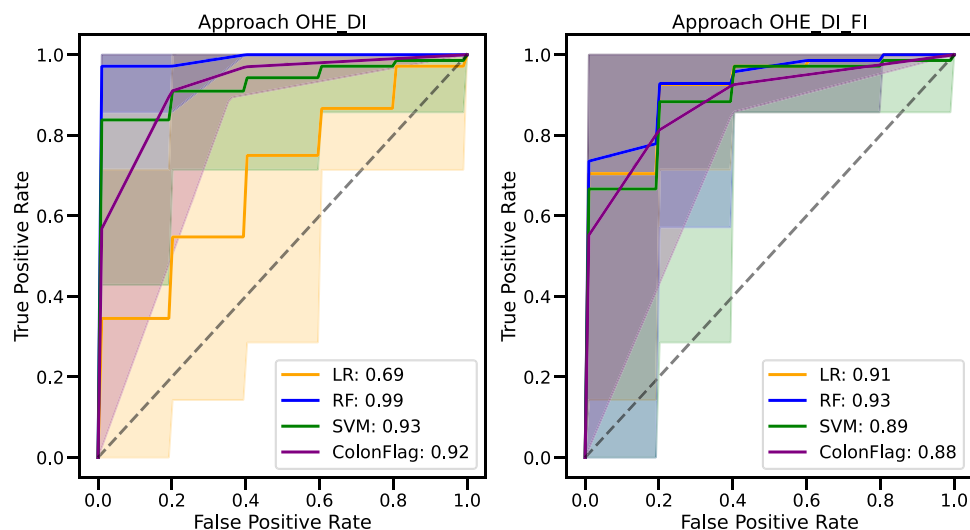 Approach OHE_DI
True Positive Rate
1.0
0.8
0.6
0.4
0.2
0.0
LR: 0.69
RF: 0.99
SVM: 0.93
ColonFlag: 0.92
0.0 0.2 0.4 0.6 0.8 1.0
False Positive Rate
Approach OHE_DI_FI
True Positive Rate
1.0
0.8
0.6
0.4
0.2
0.0
LR: 0.91
RF: 0.93
SVM: 0.89
ColonFlag: 0.88
0.0 0.2 0.4 0.6 0.8 1.0
False Positive Rate